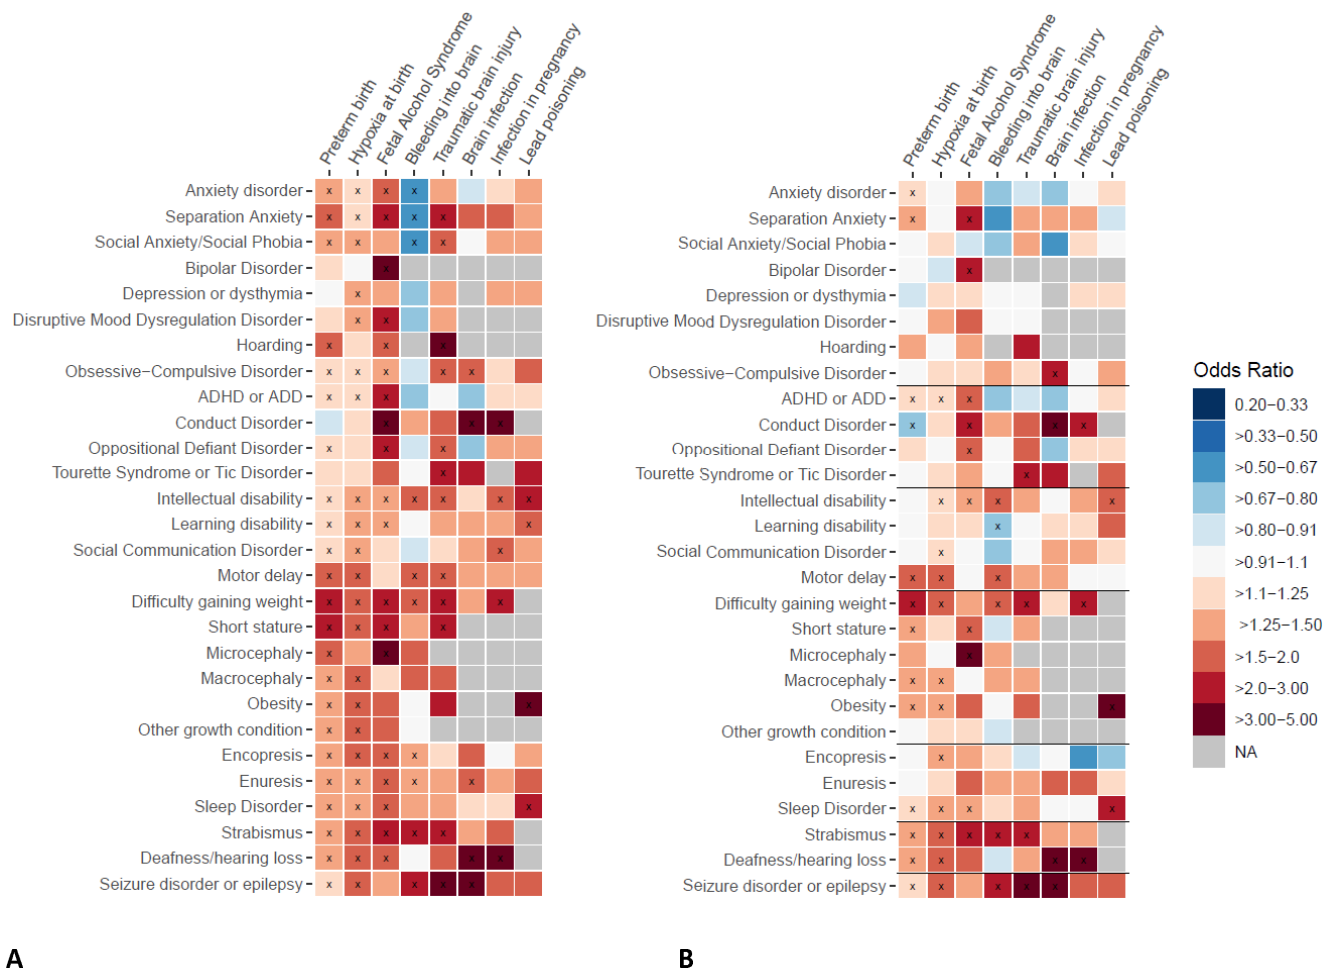 Preterm birth
Hypoxia at birth
Fetal Alcohol Syndrome
Bleeding into brain
Traumatic brain injury
Brain infection
Infection in pregnancy
Lead poisoning
Anxiety disorder
Separation Anxiety
Social Anxiety/Social Phobia
Bipolar Disorder
Depression or dysthymia
Disruptive Mood Dysregulation Disorder
Hoarding
Obsessive−Compulsive Disorder
ADHD or ADD
Conduct Disorder
Oppositional Defiant Disorder
Tourette Syndrome or Tic Disorder
Intellectual disability
Learning disability
Social Communication Disorder
Motor delay
Difficulty gaining weight
Short stature
Microcephaly
Macrocephaly
Obesity
Other growth condition
Encopresis
Enuresis
Sleep Disorder
Strabismus
Deafness/hearing loss
Seizure disorder or epilepsy
A
Preterm birth
Hypoxia at birth
Fetal Alcohol Syndrome
Bleeding into brain
Traumatic brain injury
Brain infection
Infection in pregnancy
Lead poisoning
Anxiety disorder
Separation Anxiety
Social Anxiety/Social Phobia
Bipolar Disorder
Depression or dysthymia
Disruptive Mood Dysregulation Disorder
Hoarding
Obsessive−Compulsive Disorder
ADHD or ADD
Conduct Disorder
Oppositional Defiant Disorder
Tourette Syndrome or Tic Disorder
Intellectual disability
Learning disability
Social Communication Disorder
Motor delay
Difficulty gaining weight
Short stature
Microcephaly
Macrocephaly
Obesity
Other growth condition
Encopresis
Enuresis
Sleep Disorder
Strabismus
Deafness/hearing loss
Seizure disorder or epilepsy
B
Odds Ratio
0.20−0.33
>0.33−0.50
>0.50−0.67
>0.67−0.80
>0.80−0.91
>0.91−1.1
>1.1−1.25
>1.25−1.50
>1.5−2.0
>2.0−3.00
>3.00−5.00
NA